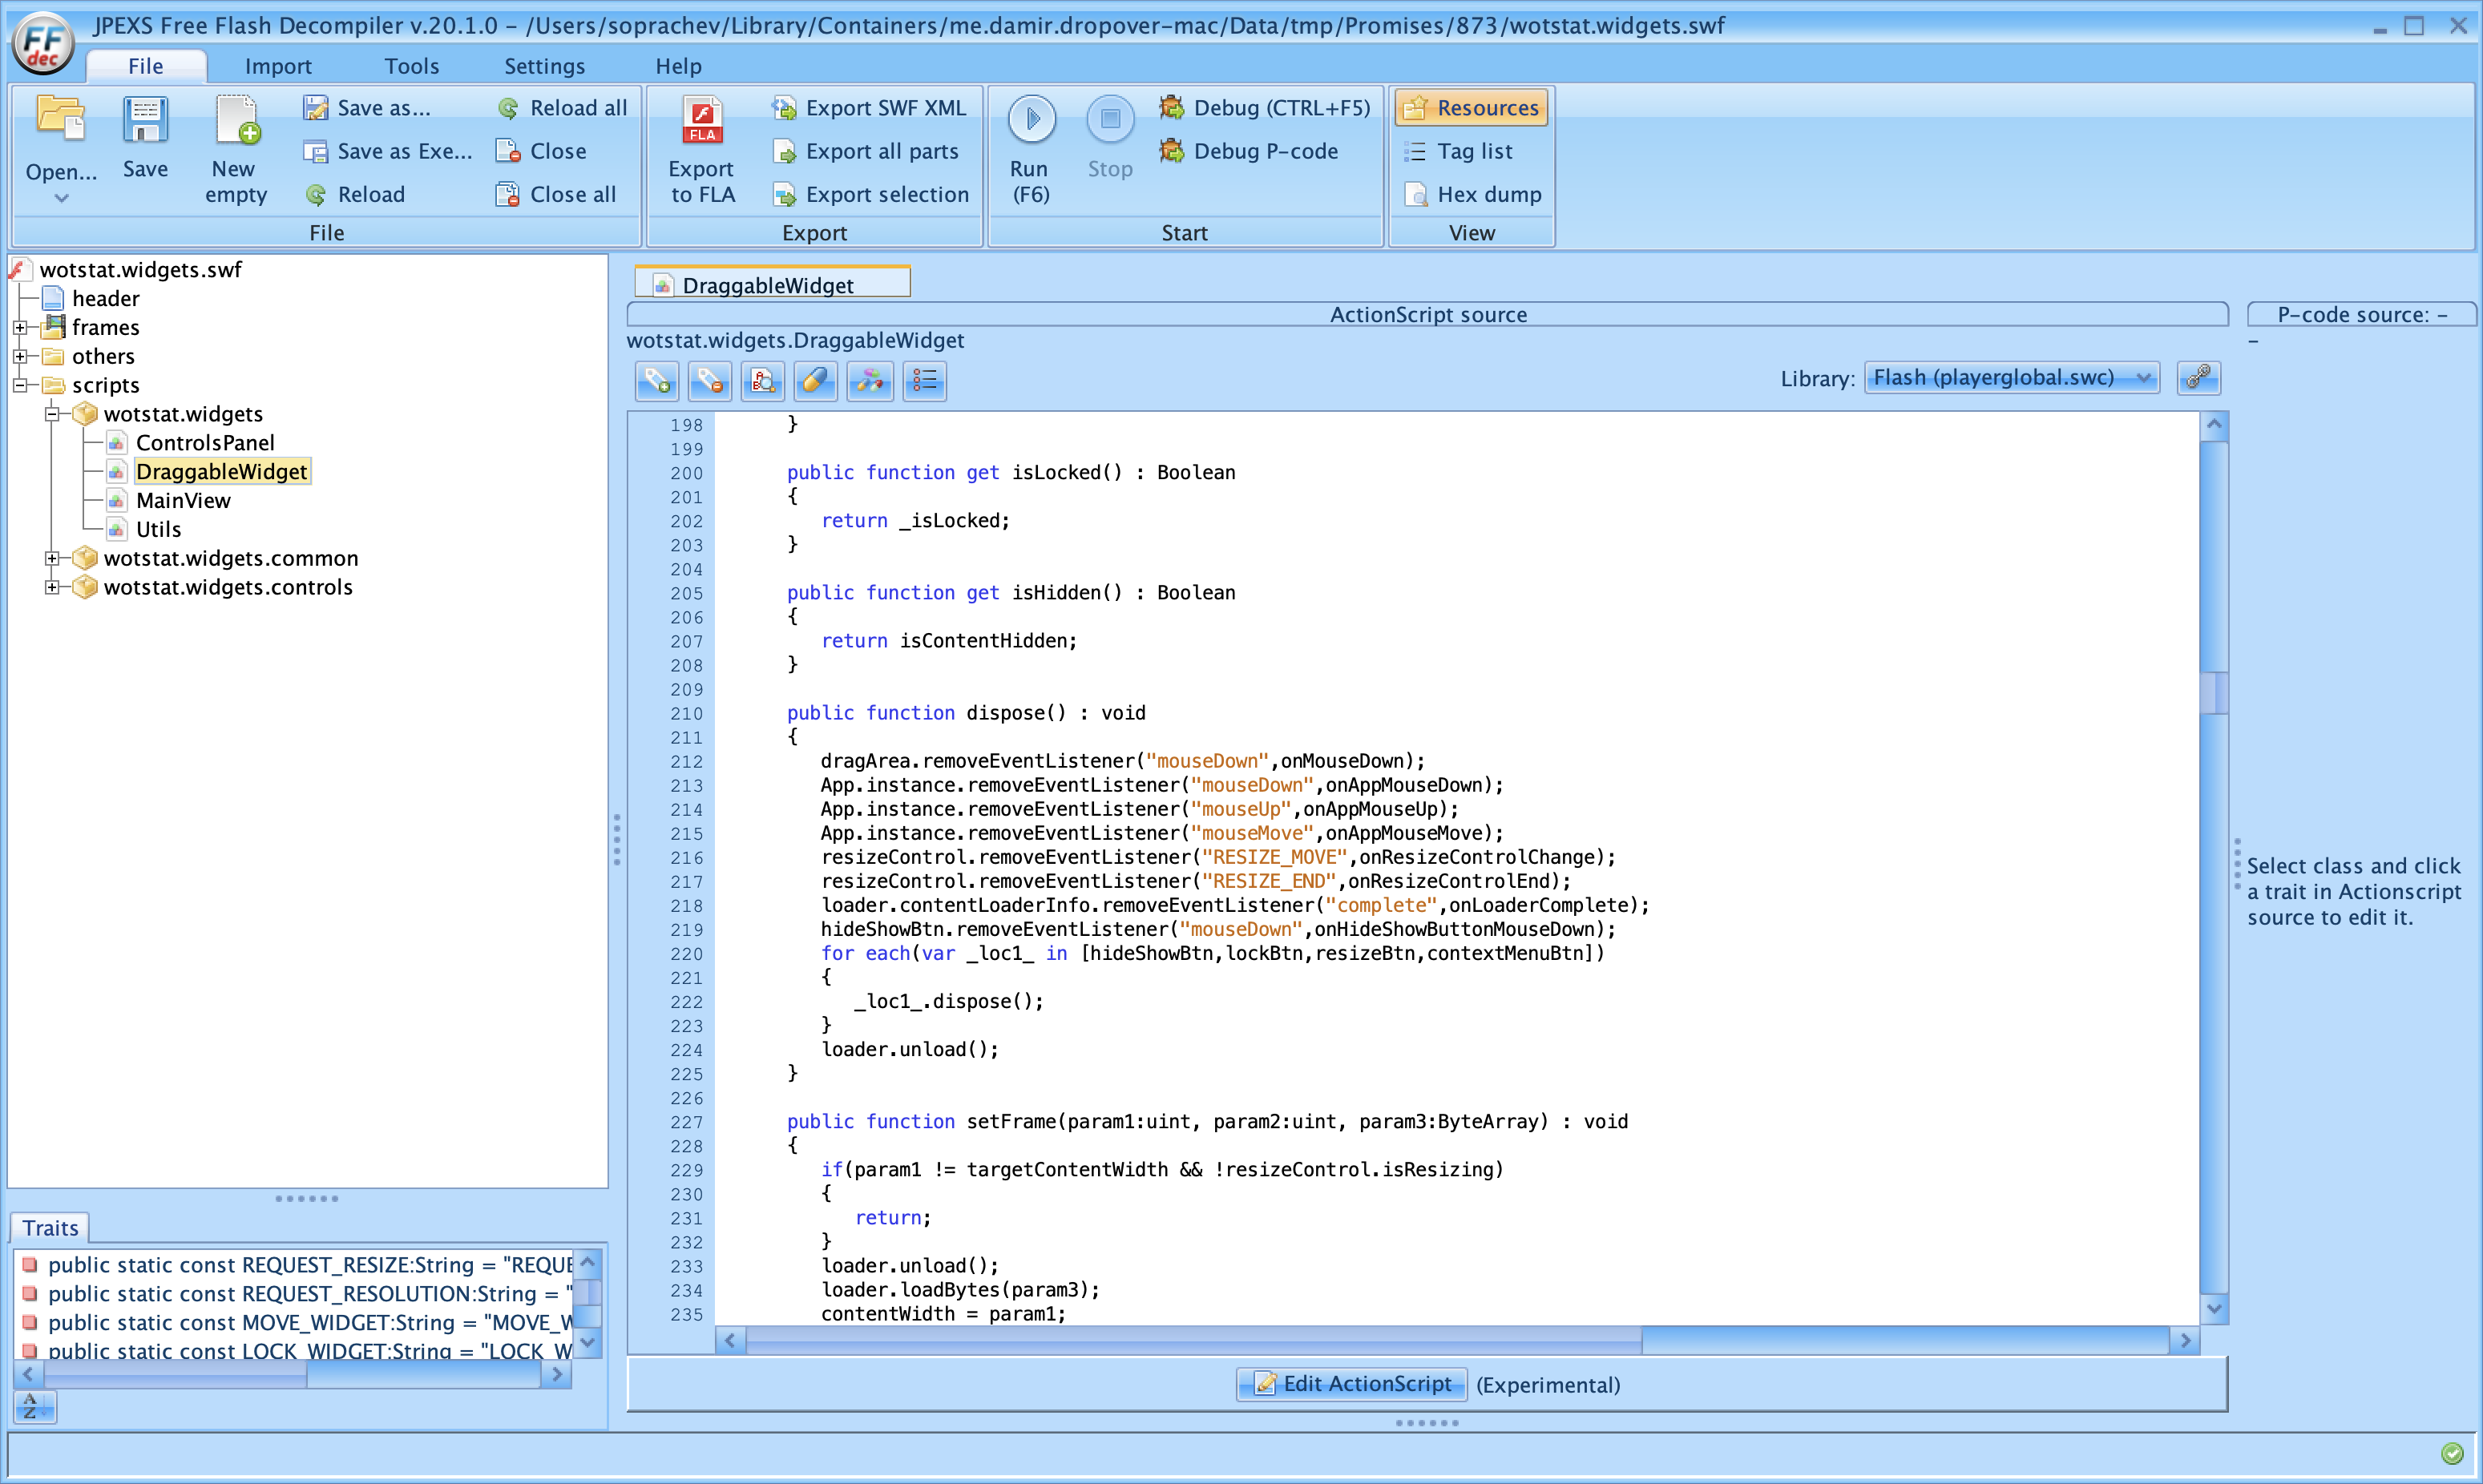 JPEXS Free Flash Decompiler v.20.1.0 – /Users/soprachev/Library/Containers/me.damir.dropover-mac/Data/tmp/Promises/873/wotstat.widgets.swf
FF
dec
File Import Tools Settings Help
Open...
Save
New empty
Save as...
Save as Exe...
Reload
Reload all
Close
Close all
File
FLA
Export to FLA
Export SWF XML
Export all parts
Export selection
Export
Run (F6)
Stop
Debug (CTRL+F5)
Debug P-code
Start
Resources
Tag list
Hex dump
View
wotstat.widgets.swf
header
frames
others
scripts
wotstat.widgets
ControlsPanel
DraggableWidget
MainView
Utils
wotstat.widgets.common
wotstat.widgets.controls
Traits
public static const REQUEST_RESIZE:String = "REQUE
public static const REQUEST_RESOLUTION:String = "
public static const MOVE_WIDGET:String = "MOVE_W
public static const LOCK_WIDGET:String = "LOCK_W
A
Z
DraggableWidget
ActionScript source
wotstat.widgets.DraggableWidget
Library: Flash (playerglobal.swc)
198 }
199
200 public function get isLocked() : Boolean
201 {
202 return _isLocked;
203 }
204
205 public function get isHidden() : Boolean
206 {
207 return isContentHidden;
208 }
209
210 public function dispose() : void
211 {
212 dragArea.removeEventListener("mouseDown",onMouseDown);
213 App.instance.removeEventListener("mouseDown",onAppMouseDown);
214 App.instance.removeEventListener("mouseUp",onAppMouseUp);
215 App.instance.removeEventListener("mouseMove",onAppMouseMove);
216 resizeControl.removeEventListener("RESIZE_MOVE",onResizeControlChange);
217 resizeControl.removeEventListener("RESIZE_END",onResizeControlEnd);
218 loader.contentLoaderInfo.removeEventListener("complete",onLoaderComplete);
219 hideShowBtn.removeEventListener("mouseDown",onHideShowButtonMouseDown);
220 for each(var _loc1_ in [hideShowBtn,lockBtn,resizeBtn,contextMenuBtn])
221 {
222 _loc1_.dispose();
223 }
224 loader.unload();
225 }
226
227 public function setFrame(param1:uint, param2:uint, param3:ByteArray) : void
228 {
229 if(param1 != targetContentWidth && !resizeControl.isResizing)
230 {
231 return;
232 }
233 loader.unload();
234 loader.loadBytes(param3);
235 contentWidth = param1;
Edit ActionScript (Experimental)
P-code source: –
–
Select class and click
a trait in Actionscript
source to edit it.